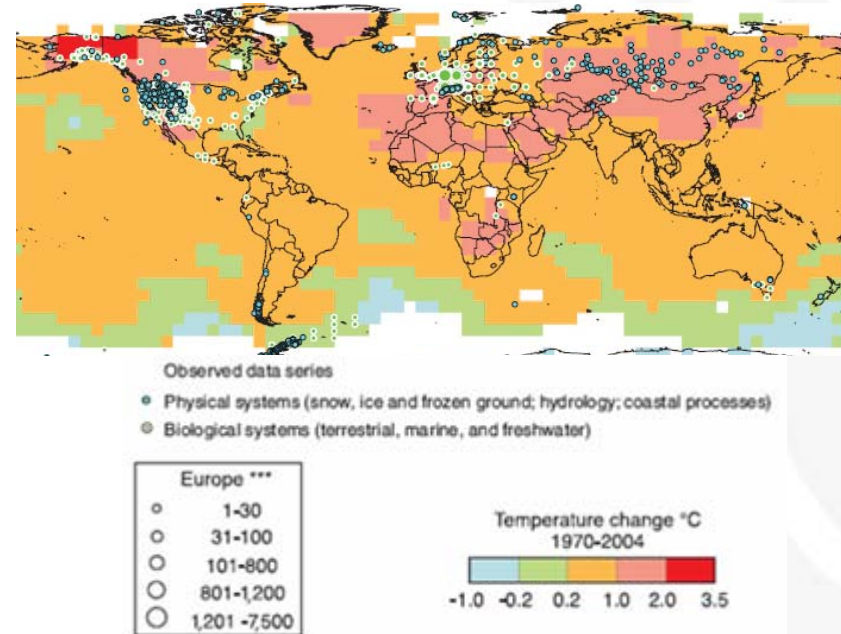 Observed data series
Physical systems (snow, ice and frozen ground; hydrology; coastal processes)
Biological systems (terrestrial, marine, and freshwater)
Europe ***
1-30
31-100
101-800
801-1,200
1,201 -7,500
Temperature change °C
1970-2004
-1.0 -0.2 0.2 1.0 2.0 3.5